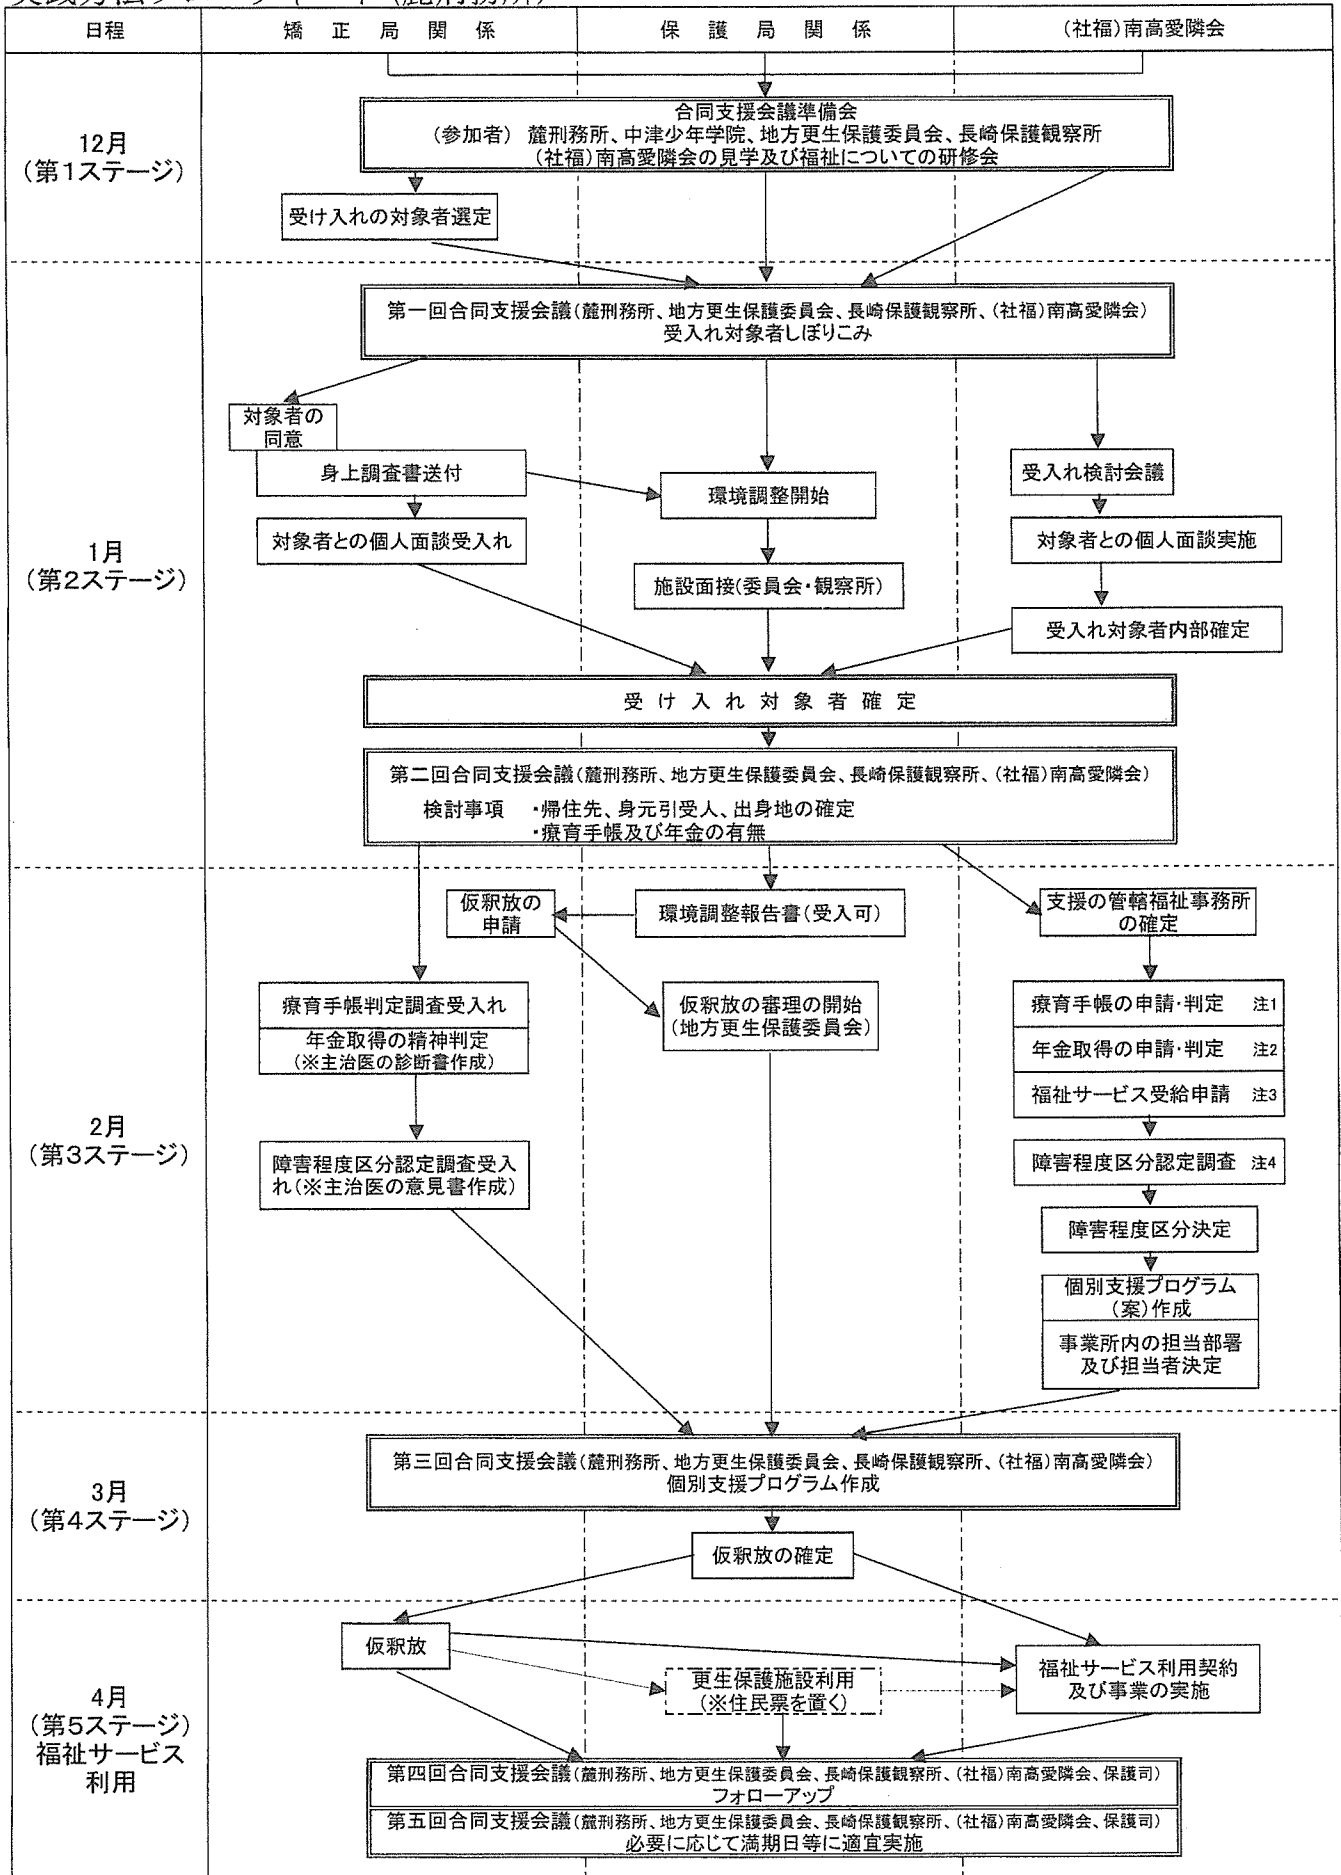 日程
矯正局関係
保護局関係
(社福)南高愛隣会
12月
(第1ステージ)
合同支援会議準備会
(参加者) 麓刑務所、中津少年学院、地方更生保護委員会、長崎保護観察所
(社福)南高愛隣会の見学及び福祉についての研修会
受け入れの対象者選定
1月
(第2ステージ)
第一回合同支援会議(麓刑務所、地方更生保護委員会、長崎保護観察所、(社福)南高愛隣会)
受入れ対象者しぼりこみ
対象者の
同意
身上調査書送付
対象者との個人面談受入れ
環境調整開始
施設面接(委員会・観察所)
受入れ検討会議
対象者との個人面談実施
受入れ対象者内部確定
受け入れ対象者確定
第二回合同支援会議(麓刑務所、地方更生保護委員会、長崎保護観察所、(社福)南高愛隣会)
検討事項 ・帰住先、身元引受人、出身地の確定
・療育手帳及び年金の有無
2月
(第3ステージ)
仮釈放の
申請
環境調整報告書(受入可)
支援の管轄福祉事務所
の確定
療育手帳判定調査受入れ
年金取得の精神判定
(※主治医の診断書作成)
仮釈放の審理の開始
(地方更生保護委員会)
療育手帳の申請・判定 注1
年金取得の申請・判定 注2
福祉サービス受給申請 注3
障害程度区分認定調査受入
れ(※主治医の意見書作成)
障害程度区分認定調査 注4
障害程度区分決定
個別支援プログラム
(案)作成
事業所内の担当部署
及び担当者決定
3月
(第4ステージ)
第三回合同支援会議(麓刑務所、地方更生保護委員会、長崎保護観察所、(社福)南高愛隣会)
個別支援プログラム作成
仮釈放の確定
4月
(第5ステージ)
福祉サービス
利用
仮釈放
更生保護施設利用
(※住民票を置く)
福祉サービス利用契約
及び事業の実施
第四回合同支援会議(麓刑務所、地方更生保護委員会、長崎保護観察所、(社福)南高愛隣会、保護司)
フォローアップ
第五回合同支援会議(麓刑務所、地方更生保護委員会、長崎保護観察所、(社福)南高愛隣会、保護司)
必要に応じて満期日等に適宜実施